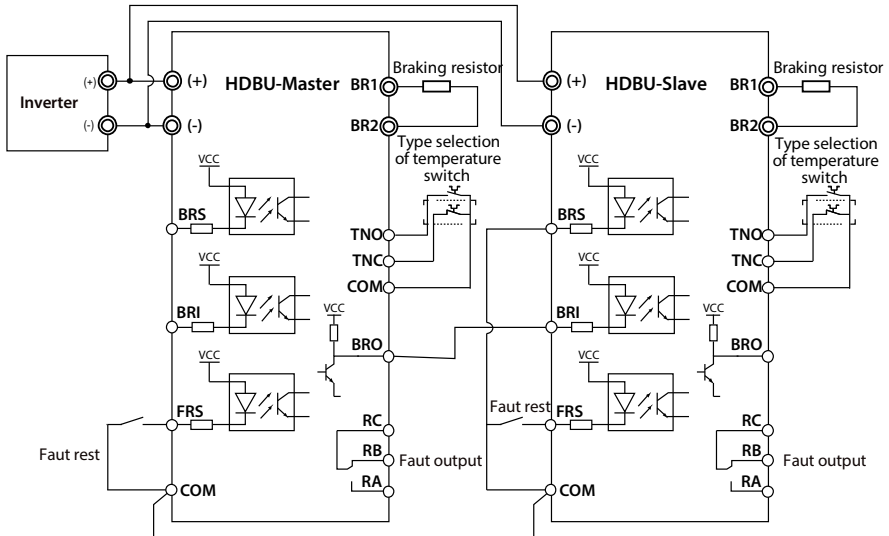 Inverter
(+)
(-)
(+)
(-)
HDBU-Master
BR1
BR2
Braking resistor
Type selection
of temperature
switch
VCC
BRS
VCC
BRI
VCC
FRS
Faut rest
COM
TNO
TNC
COM
VCC
BRO
RC
RB
RA
Faut output
(+)
(-)
HDBU-Slave
BR1
BR2
Braking resistor
Type selection
of temperature
switch
VCC
BRS
VCC
BRI
VCC
Faut rest
FRS
COM
TNO
TNC
COM
VCC
BRO
RC
RB
RA
Faut output